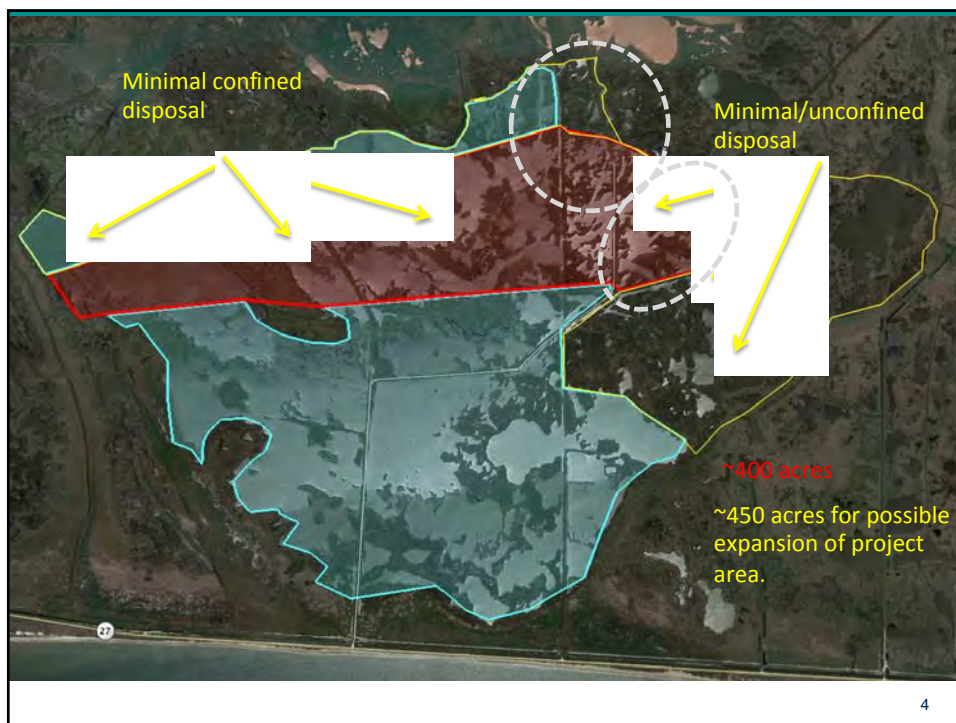 Minimal confined
disposal
Minimal/unconfined
disposal
~400 acres
~450 acres for possible
expansion of project
area.
27
4